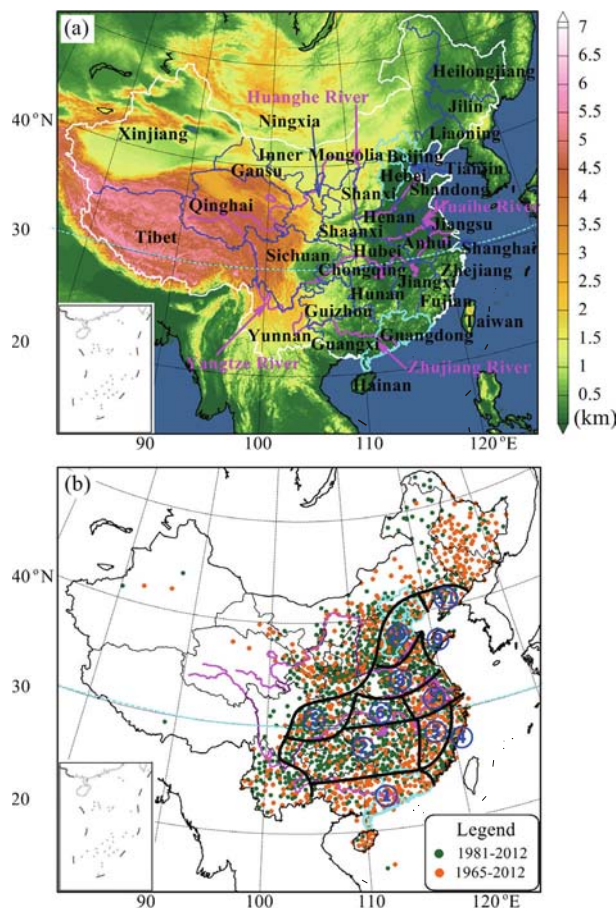 (a)
7
6.5
6
5.5
5
4.5
4
3.5
3
2.5
2
1.5
1
0.5
(km)
40°N
30
20
Heilongjiang
Jilin
Liaoning
Huanghe River
Ningxia
Xinjiang
Inner Mongolia
Beijing
Tianjin
Gansu
Hebei
Shanxi
Shandong
Qinghai
Henan
Huaihe River
Jiangsu
Shaanxi
Tibet
Anhui
Sichuan
Hubei
Shanghai
Chongqing
Zhejiang
Jiangxi
Hunan
Fujian
Guizhou
Taiwan
Yunnan
Guangxi
Guangdong
Yangtze River
Zhujiang River
Hainan
90
100
110
120°E
(b)
40°N
30
20
①
②
④
Legend
1981-2012
1965-2012
90
100
110
120°E